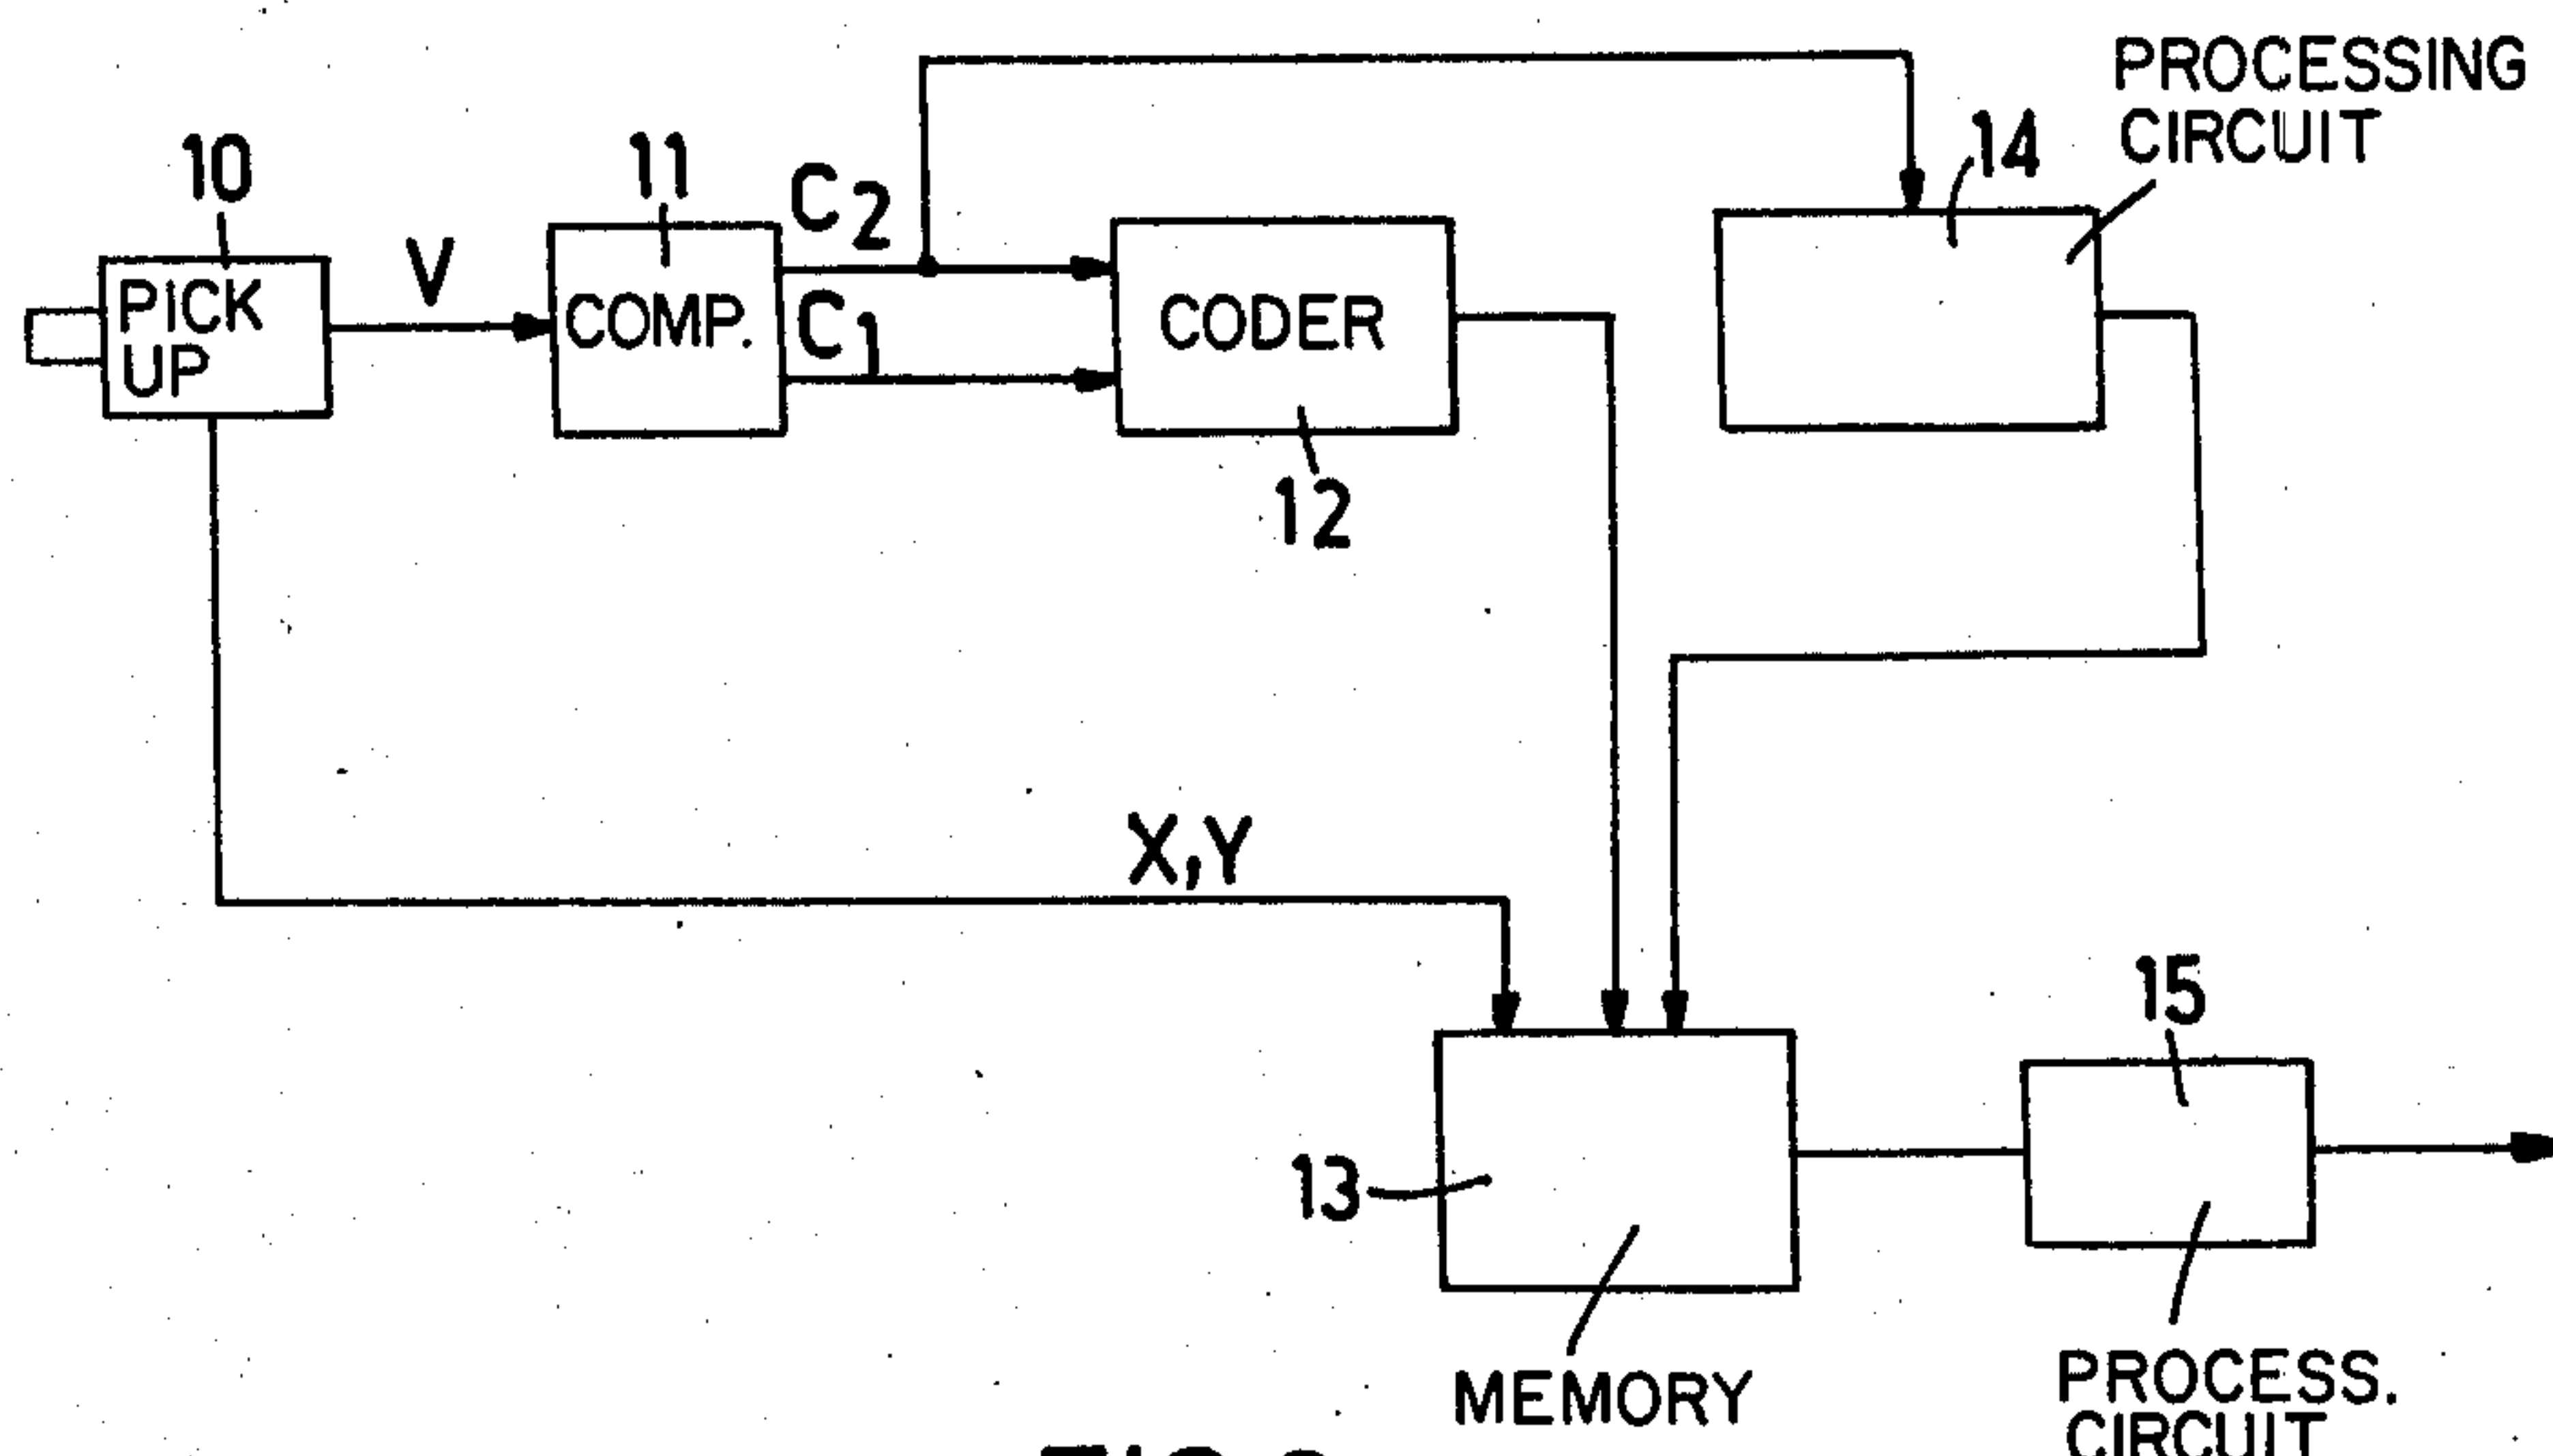 PROCESSING
CIRCUIT
14
10
11
C2
V
PICK
UP
COMP.
C1
CODER
12
X,Y
15
13
MEMORY
PROCESS.
CIRCUIT